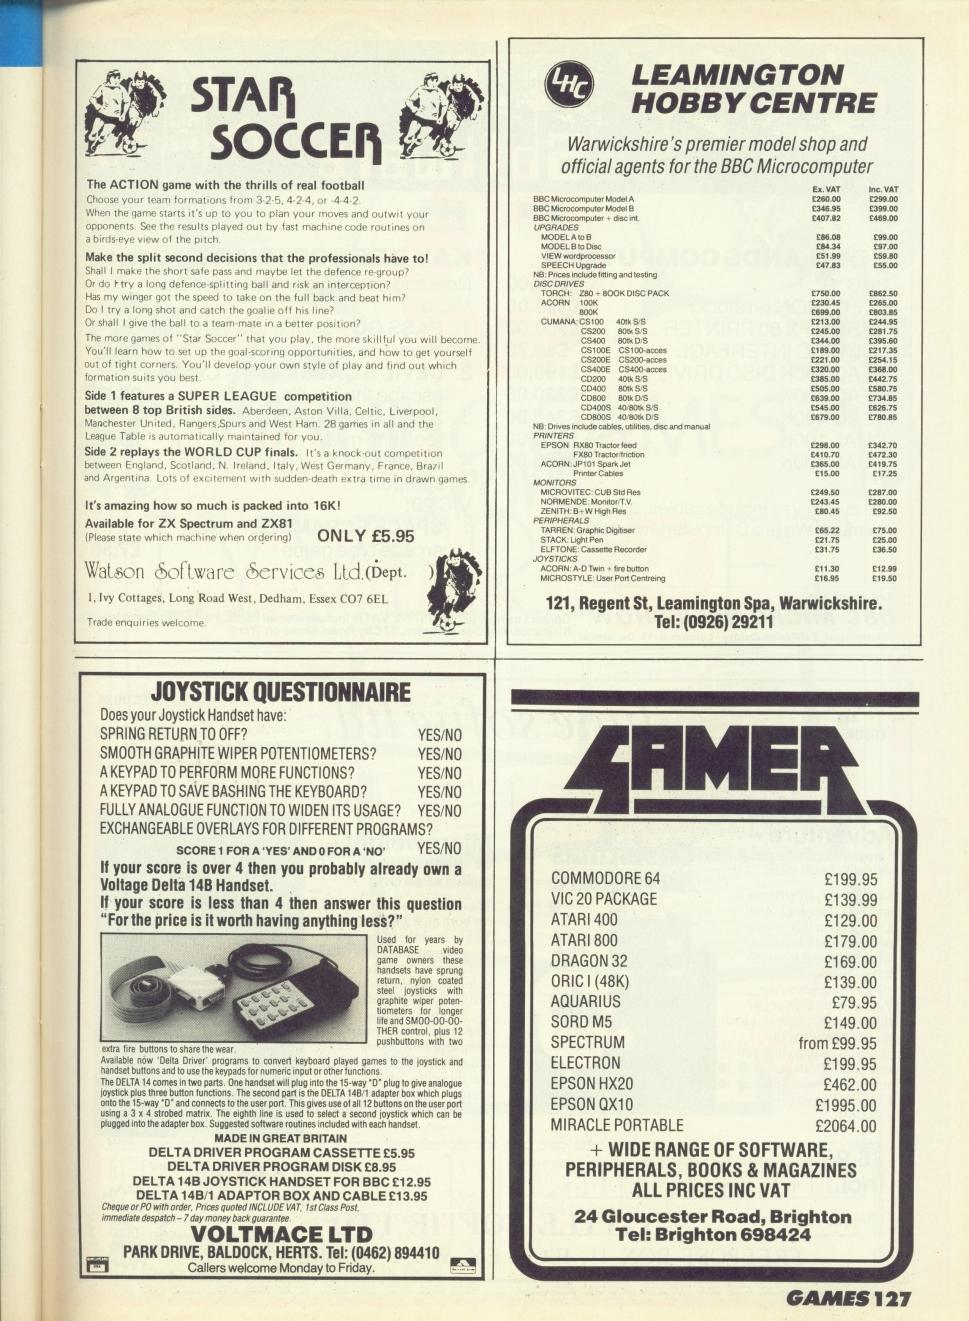 STAR
SOCCER
The ACTION game with the thrills of real football
Choose your team formations from 3-2-5, 4-2-4, or -4-4-2.
When the game starts it's up to you to plan your moves and outwit your
opponents. See the results played out by fast machine code routines on
a birds-eye view of the pitch.
Make the split second decisions that the professionals have to!
Shall I make the short safe pass and maybe let the defence re-group?
Or do I try a long defence-splitting ball and risk an interception?
Has my winger got the speed to take on the full back and beat him?
Do I try a long shot and catch the goalie off his line?
Or shall I give the ball to a team-mate in a better position?
The more games of "Star Soccer" that you play, the more skillful you will become.
You'll learn how to set up the goal-scoring opportunities, and how to get yourself
out of tight corners. You'll develop your own style of play and find out which
formation suits you best.
Side 1 features a SUPER LEAGUE competition
between 8 top British sides. Aberdeen, Aston Villa, Celtic, Liverpool,
Manchester United, Rangers,Spurs and West Ham. 28 games in all and the
League Table is automatically maintained for you.
Side 2 replays the WORLD CUP finals. It's a knock-out competition
between England, Scotland, N. Ireland, Italy, West Germany, France, Brazil
and Argentina. Lots of excitement with sudden-death extra time in drawn games.
It's amazing how so much is packed into 16K!
Available for ZX Spectrum and ZX81
(Please state which machine when ordering) ONLY £5.95
Watson Software Services Ltd.(Dept. )
1, Ivy Cottages, Long Road West, Dedham, Essex CO7 6EL
Trade enquiries welcome.
LHC
LEAMINGTON
HOBBY CENTRE
Warwickshire's premier model shop and
official agents for the BBC Microcomputer
Ex. VAT Inc. VAT
BBC Microcomputer Model A £260.00 £299.00
BBC Microcomputer Model B £346.95 £399.00
BBC Microcomputer + disc int. £407.82 £469.00
UPGRADES
MODEL A to B £86.08 £99.00
MODEL B to Disc £84.34 £97.00
VIEW wordprocessor £51.99 £59.80
SPEECH Upgrade £47.83 £55.00
NB: Prices include fitting and testing
DISC DRIVES
TORCH: Z80 + 800K DISC PACK £750.00 £862.50
ACORN 100K £230.45 £265.00
800K £699.00 £803.85
CUMANA: CS100 40tk S/S £213.00 £244.95
CS200 80tk S/S £245.00 £281.75
CS400 80tk D/S £344.00 £395.60
CS100E CS100-acces £189.00 £217.35
CS200E CS200-acces £221.00 £254.15
CS400E CS400-acces £320.00 £368.00
CD200 40tk S/S £385.00 £442.75
CD400 80tk S/S £505.00 £580.75
CD800 80tk D/S £639.00 £734.85
CD400S 40/80tk S/S £545.00 £626.75
CD800S 40/80tk D/S £679.00 £780.85
NB: Drives include cables, utilities, disc and manual
PRINTERS
EPSON RX80 Tractor feed £298.00 £342.70
FX80 Tractor/friction £410.70 £472.30
ACORN: JP101 Spark Jet £365.00 £419.75
Printer Cables £15.00 £17.25
MONITORS
MICROVITEC: CUB Std Res £249.50 £287.00
NORMENDE: Monitor/T.V. £243.45 £280.00
ZENITH: B+W High Res £80.45 £92.50
PERIPHERALS
TARREN: Graphic Digitiser £65.22 £75.00
STACK: Light Pen £21.75 £25.00
ELFTONE: Cassette Recorder £31.75 £36.50
JOYSTICKS
ACORN: A-D Twin + fire button £11.30 £12.99
MICROSTYLE: User Port Centreing £16.95 £19.50
121, Regent St, Leamington Spa, Warwickshire.
Tel: (0926) 29211
JOYSTICK QUESTIONNAIRE
Does your Joystick Handset have:
SPRING RETURN TO OFF? YES/NO
SMOOTH GRAPHITE WIPER POTENTIOMETERS? YES/NO
A KEYPAD TO PERFORM MORE FUNCTIONS? YES/NO
A KEYPAD TO SAVE BASHING THE KEYBOARD? YES/NO
FULLY ANALOGUE FUNCTION TO WIDEN ITS USAGE? YES/NO
EXCHANGEABLE OVERLAYS FOR DIFFERENT PROGRAMS?
SCORE 1 FOR A 'YES' AND 0 FOR A 'NO' YES/NO
If your score is over 4 then you probably already own a
Voltage Delta 14B Handset.
If your score is less than 4 then answer this question
"For the price is it worth having anything less?"
Used for years by
DATABASE video
game owners these
handsets have sprung
return, nylon coated
steel joysticks with
graphite wiper poten-
tiometers for longer
life and SMOO-OO-OO-
THER control, plus 12
pushbuttons with two
extra fire buttons to share the wear.
Available now 'Delta Driver' programs to convert keyboard played games to the joystick and
handset buttons and to use the keypads for numeric input or other functions.
The DELTA 14 comes in two parts. One handset will plug into the 15-way "D" plug to give analogue
joystick plus three button functions. The second part is the DELTA 14B/1 adapter box which plugs
onto the 15-way "D" and connects to the user port. This gives use of all 12 buttons on the user port
using a 3 x 4 strobed matrix. The eighth line is used to select a second joystick which can be
plugged into the adapter box. Suggested software routines included with each handset.
MADE IN GREAT BRITAIN
DELTA DRIVER PROGRAM CASSETTE £5.95
DELTA DRIVER PROGRAM DISK £8.95
DELTA 14B JOYSTICK HANDSET FOR BBC £12.95
DELTA 14B/1 ADAPTOR BOX AND CABLE £13.95
Cheque or PO with order, Prices quoted INCLUDE VAT, 1st Class Post,
immediate despatch – 7 day money back guarantee.
VOLTMACE LTD
PARK DRIVE, BALDOCK, HERTS. Tel: (0462) 894410
Callers welcome Monday to Friday.
GAMER
COMMODORE 64 £199.95
VIC 20 PACKAGE £139.99
ATARI 400 £129.00
ATARI 800 £179.00
DRAGON 32 £169.00
ORIC I (48K) £139.00
AQUARIUS £79.95
SORD M5 £149.00
SPECTRUM from £99.95
ELECTRON £199.95
EPSON HX20 £462.00
EPSON QX10 £1995.00
MIRACLE PORTABLE £2064.00
+ WIDE RANGE OF SOFTWARE,
PERIPHERALS, BOOKS & MAGAZINES
ALL PRICES INC VAT
24 Gloucester Road, Brighton
Tel: Brighton 698424
GAMES 127